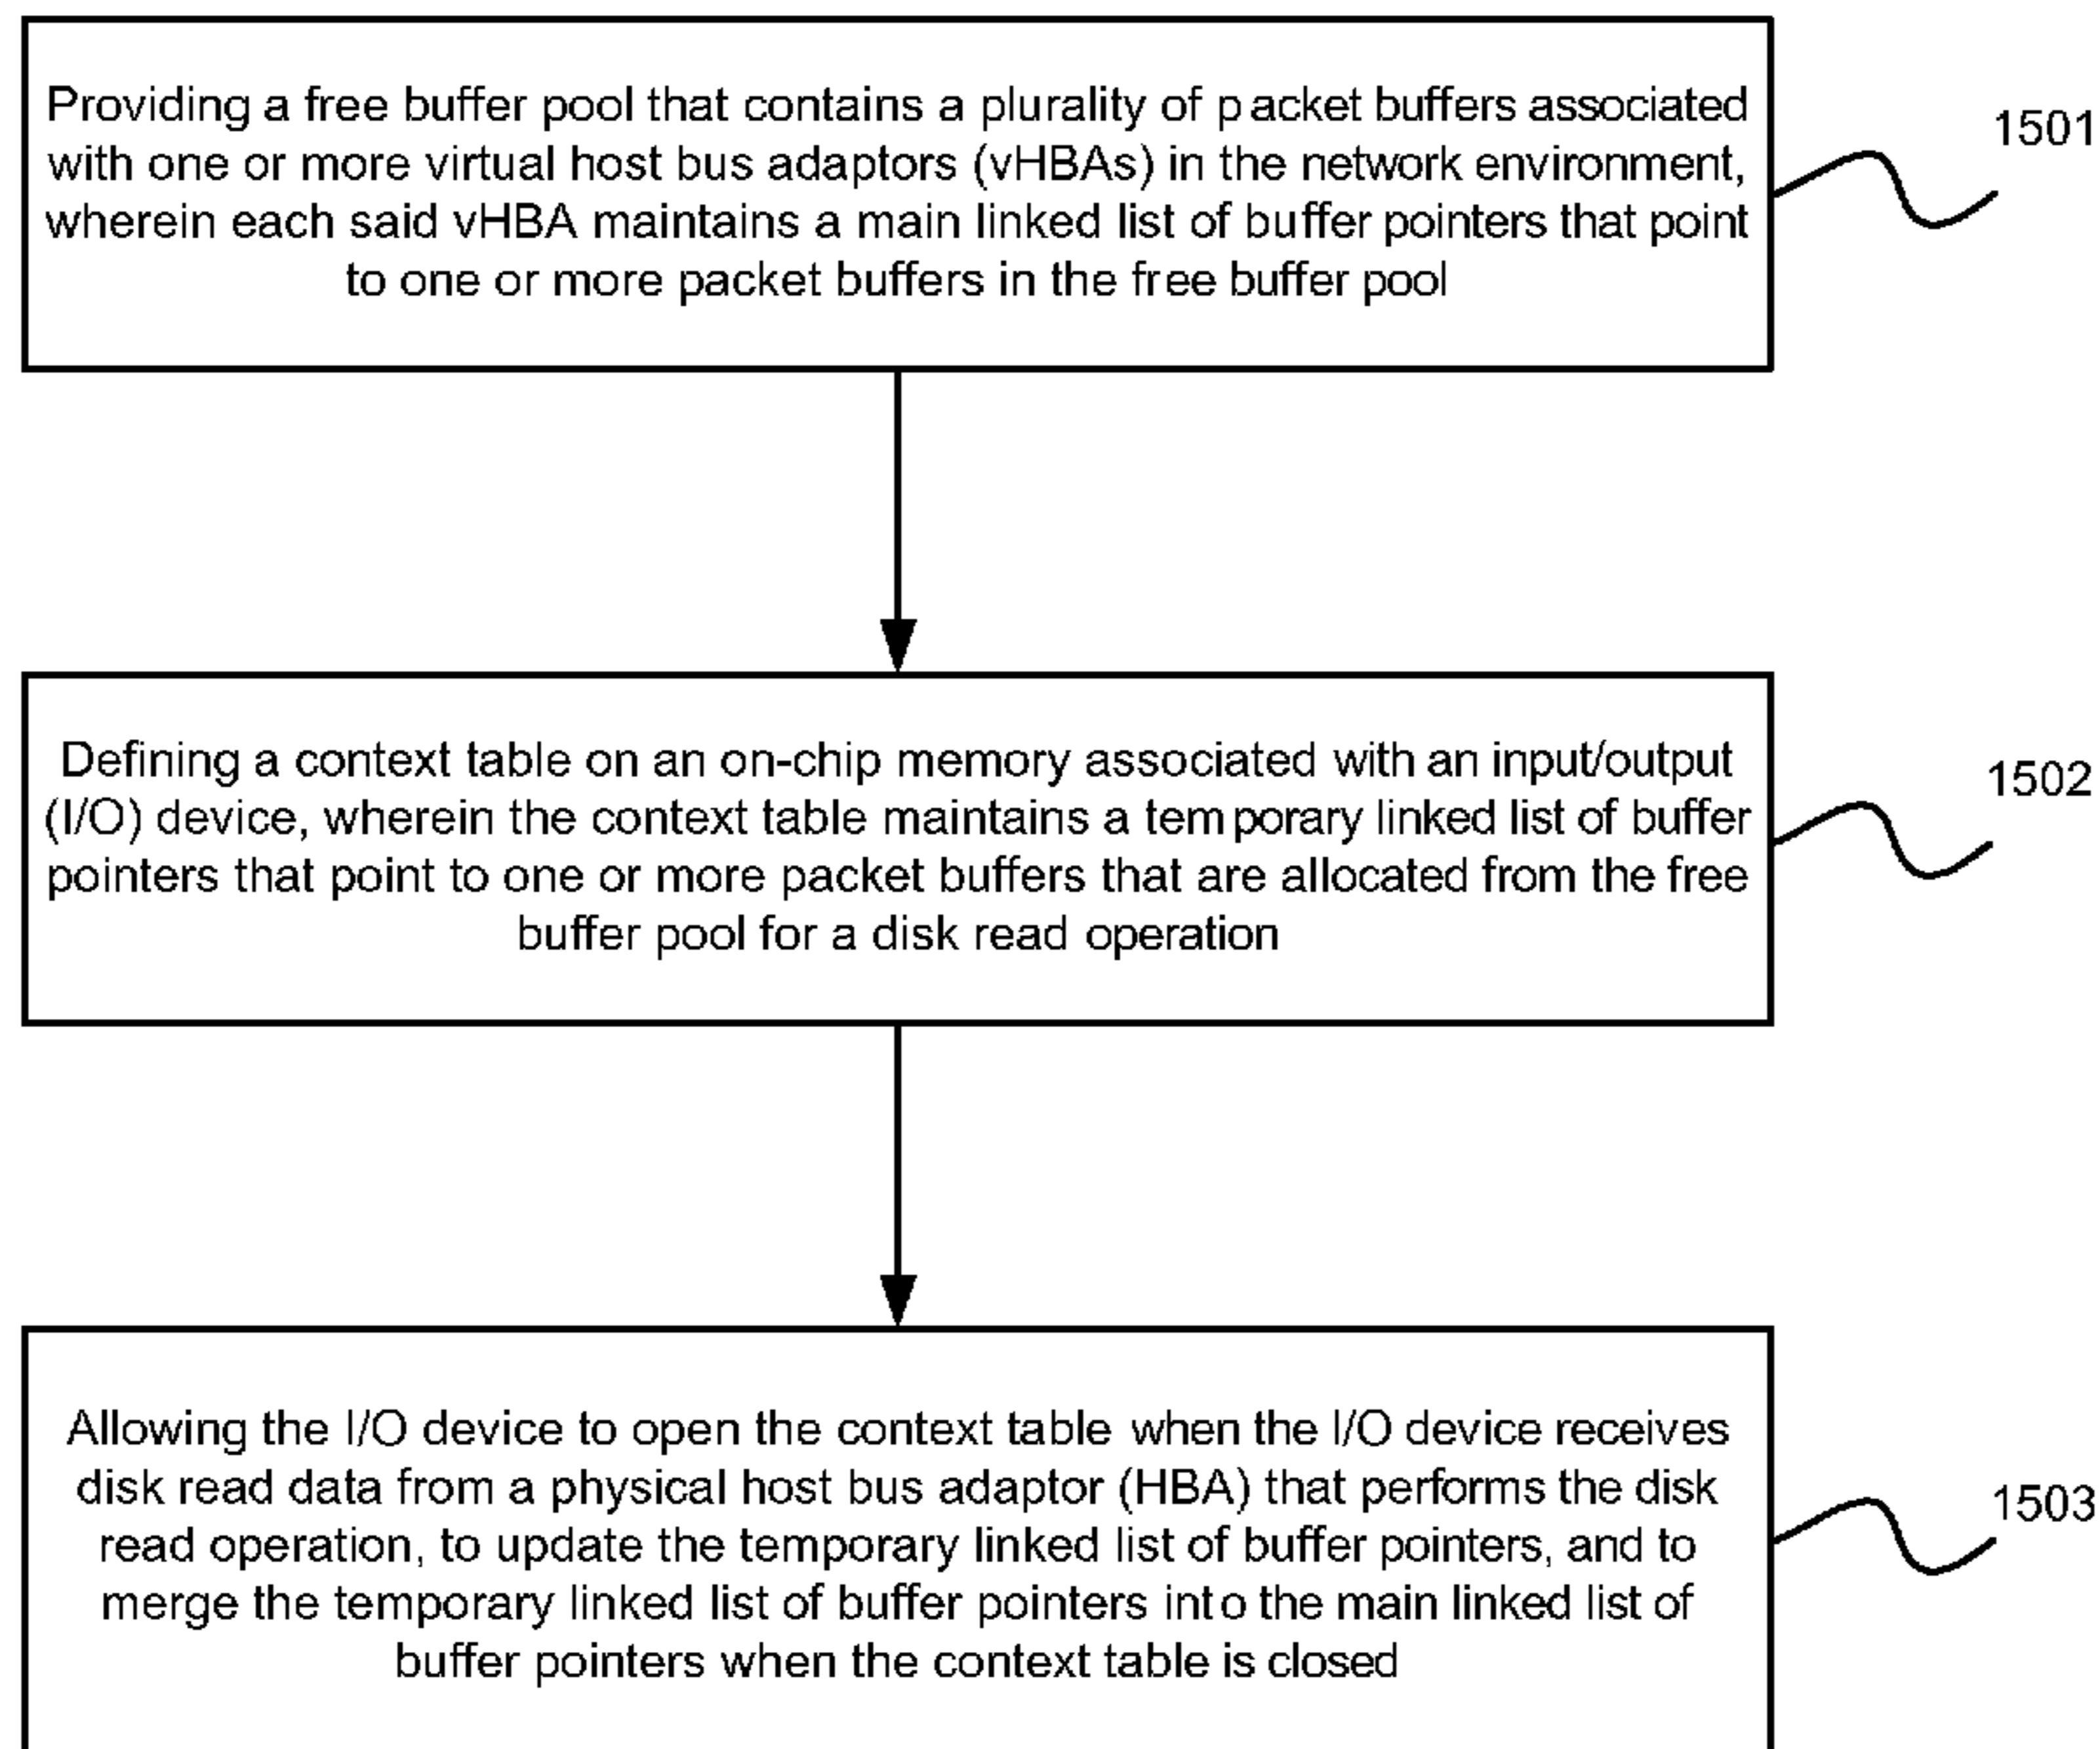 Providing a free buffer pool that contains a plurality of packet buffers associated
with one or more virtual host bus adaptors (vHBAs) in the network environment,
wherein each said vHBA maintains a main linked list of buffer pointers that point
to one or more packet buffers in the free buffer pool
1501
Defining a context table on an on-chip memory associated with an input/output
(I/O) device, wherein the context table maintains a temporary linked list of buffer
pointers that point to one or more packet buffers that are allocated from the free
buffer pool for a disk read operation
1502
Allowing the I/O device to open the context table when the I/O device receives
disk read data from a physical host bus adaptor (HBA) that performs the disk
read operation, to update the temporary linked list of buffer pointers, and to
merge the temporary linked list of buffer pointers into the main linked list of
buffer pointers when the context table is closed
1503